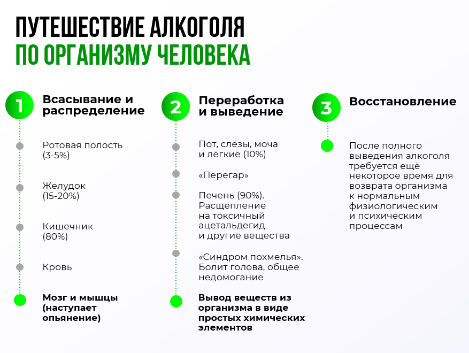 ПУТЕШЕСТВИЕ АЛКОГОЛЯ
ПО ОРГАНИЗМУ ЧЕЛОВЕКА
1
Всасывание и
распределение
Ротовая полость
(3-5%)
Желудок
(15-20%)
Кишечник
(80%)
Кровь
Мозг и мышцы
(наступает
опьянение)
2
Переработка
и выведение
Пот, слёзы, моча
и легкие (10%)
«Перегар»
Печень (90%).
Расщепление
на токсичный
ацетальдегид
и другие вещества
«Синдром похмелья».
Болит голова, общее
недомогание
Вывод веществ из
организма в виде
простых химических
элементов
3
Восстановление
После полного
выведения алкоголя
требуется еще
некоторое время для
возврата организма
к нормальным
физиологическим
и психическим
процессам